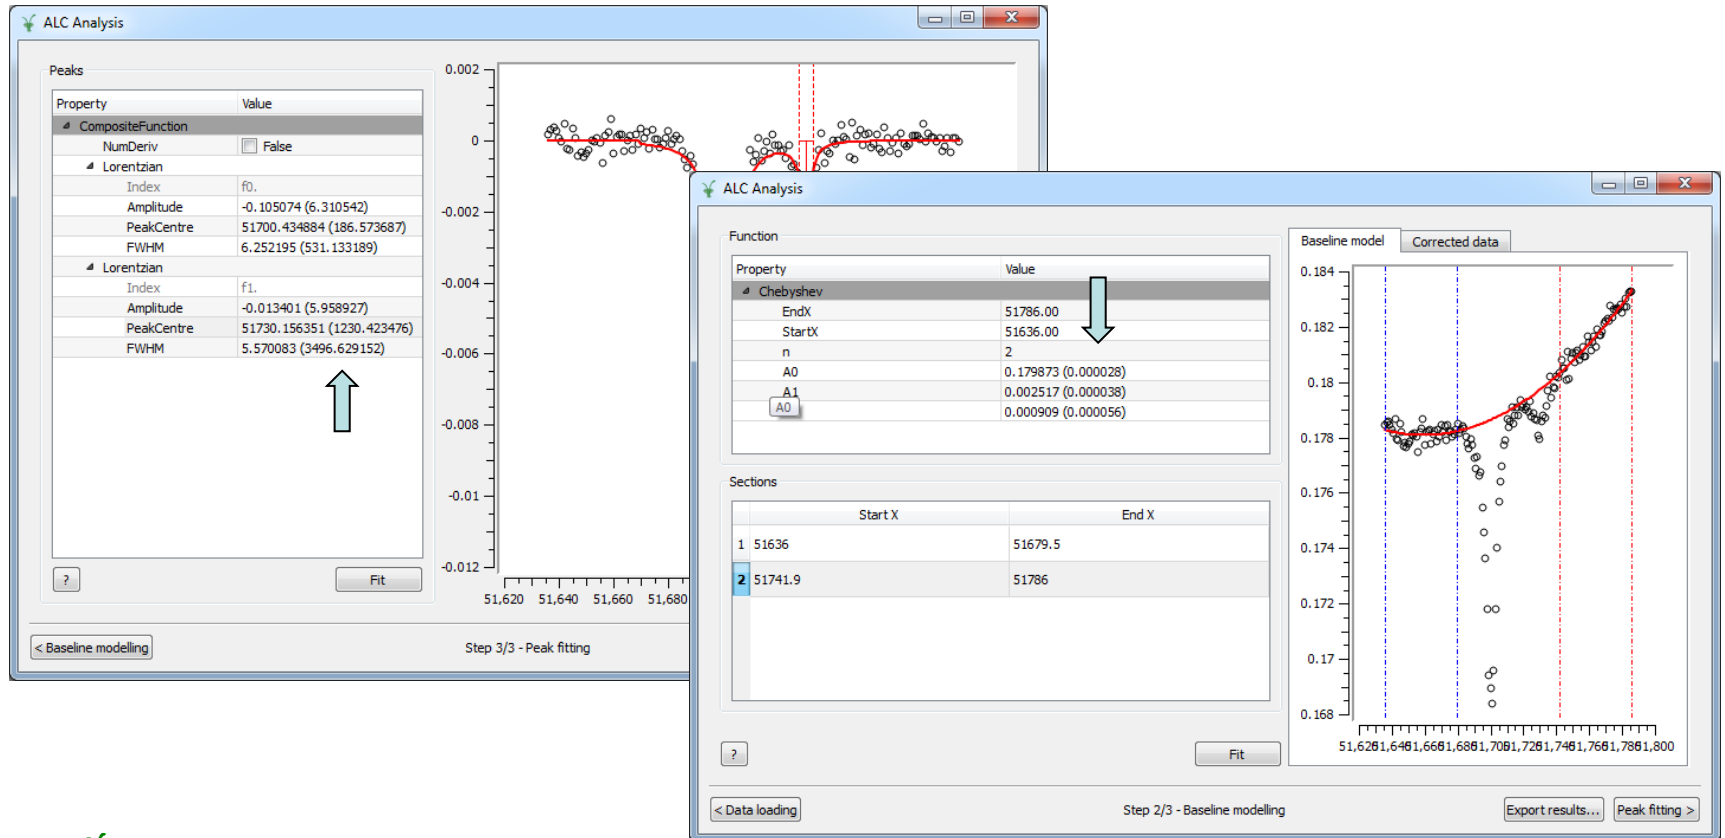 ALC Analysis
Peaks
Property Value
CompositeFunction
NumDeriv False
Lorentzian
Index f0.
Amplitude -0.105074 (6.310542)
PeakCentre 51700.434884 (186.573687)
FWHM 6.252195 (531.133189)
Lorentzian
Index f1.
Amplitude -0.013401 (5.958927)
PeakCentre 51730.156351 (1230.423476)
FWHM 5.570083 (3496.629152)
? Fit
0.002
0
-0.002
-0.004
-0.006
-0.008
-0.01
-0.012
51,620 51,640 51,660 51,680
< Baseline modelling Step 3/3 - Peak fitting
ALC Analysis
Function
Property Value
Chebyshev
EndX 51786.00
StartX 51636.00
n 2
A0 0.179873 (0.000028)
A1 0.002517 (0.000038)
A0 0.000909 (0.000056)
Sections
Start X End X
1 51636 51679.5
2 51741.9 51786
? Fit
Baseline model Corrected data
0.184
0.182
0.18
0.178
0.176
0.174
0.172
0.17
0.168
51,800
< Data loading Step 2/3 - Baseline modelling Export results... Peak fitting >